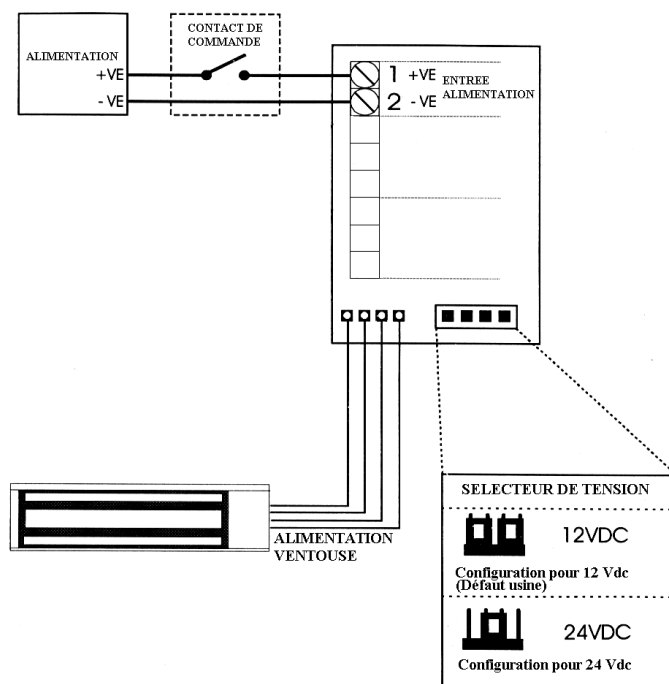 CONTACT DE
COMMANDE
ALIMENTATION
+VE
- VE
1 +VE ENTREE
2 - VE ALIMENTATION
ALIMENTATION
VENTOUSE
SELECTEUR DE TENSION
12VDC
Configuration pour 12 Vdc
(Défaut usine)
24VDC
Configuration pour 24 Vdc